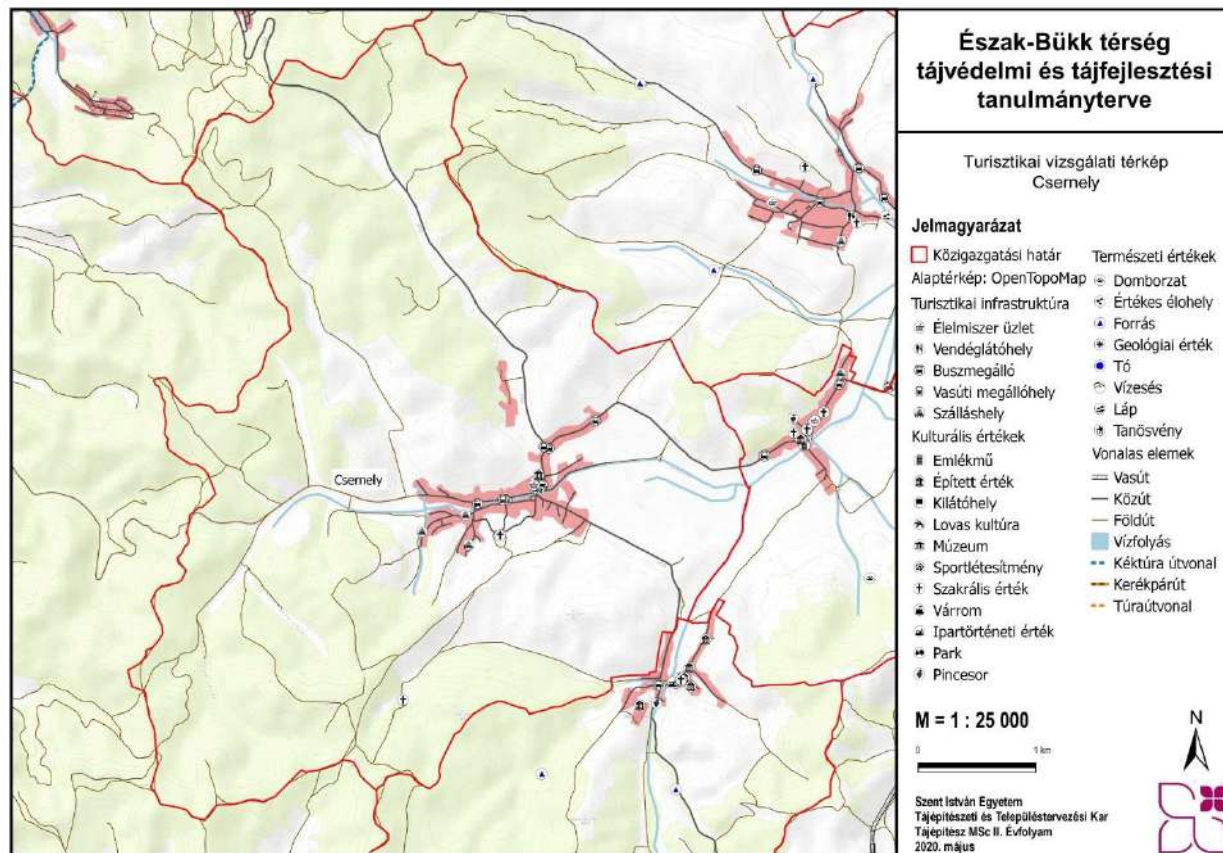 Észak-Bükk térség
tájvédelmi és tájfejlesztési
tanulmányterve
Turisztikai vizsgálati térkép
Csernely
Jelmagyarázat
Közigazgatási határ
Alaptérkép: OpenTopoMap
Turisztikai infrastruktúra
Élelmiszer üzlet
Vendéglátóhely
Buszmegálló
Vasúti megállóhely
Szálláshely
Kulturális értékek
Emlékmű
Épített érték
Kilátóhely
Lovas kultúra
Múzeum
Sportlétesítmény
Szakrális érték
Várrom
Ipartörténeti érték
Park
Pincesor
Természeti értékek
Domborzat
Értékes élohely
Forrás
Geológiai érték
Tó
Vízesés
Láp
Tanösvény
Vonalas elemek
Vasút
Közút
Földút
Vízfolyás
Kéktúra útvonal
Kerékpárút
Túraútvonal
M = 1 : 25 000
0 1 km
N
Szent István Egyetem
Tájépítészeti és Településtervezési Kar
Tájépítész MSc II. Évfolyam
2020. május
Csernely